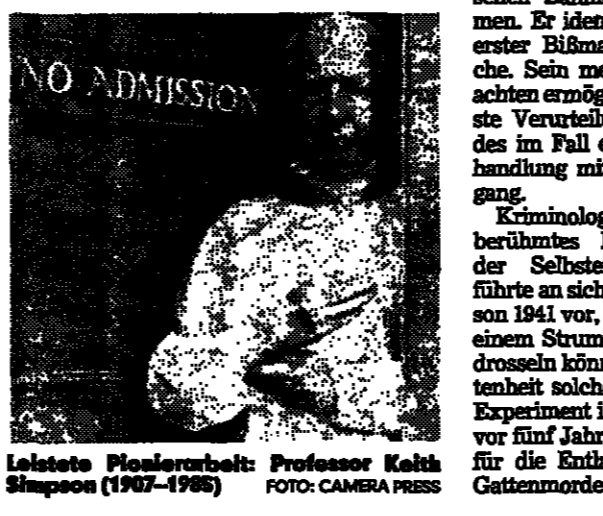 NO ADMISSION
Leistete Pionierarbeit: Professor Keith
Simpson (1907–1985) FOTO: CAMERA PRESS
men. Er iden
erster Bißma
che. Sein me
achten ermög
ste Verurteil
des im Fall e
handlung mi
gang.
Kriminolog
berühmtes
der Selbste
führte an sich
son 1941 vor,
einem Strum
drosseln könn
tenheit solch
Experiment i
vor fünf Jahr
für die Enth
Gattenmorde